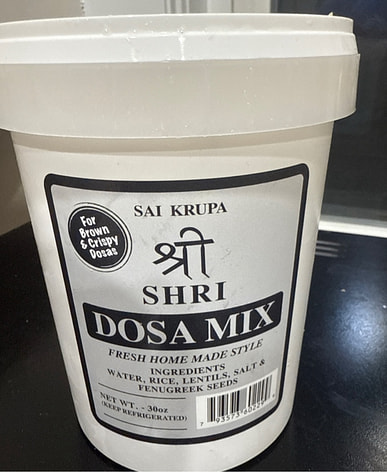 SAI KRUPA
For
Brown
& Crispy
Dosas
श्री
SHRI
DOSA MIX
FRESH HOME MADE STYLE
INGREDIENTS
WATER, RICE, LENTILS, SALT &
FENUGREEK SEEDS
NET WT. - 30oz
(KEEP REFRIGERATED)